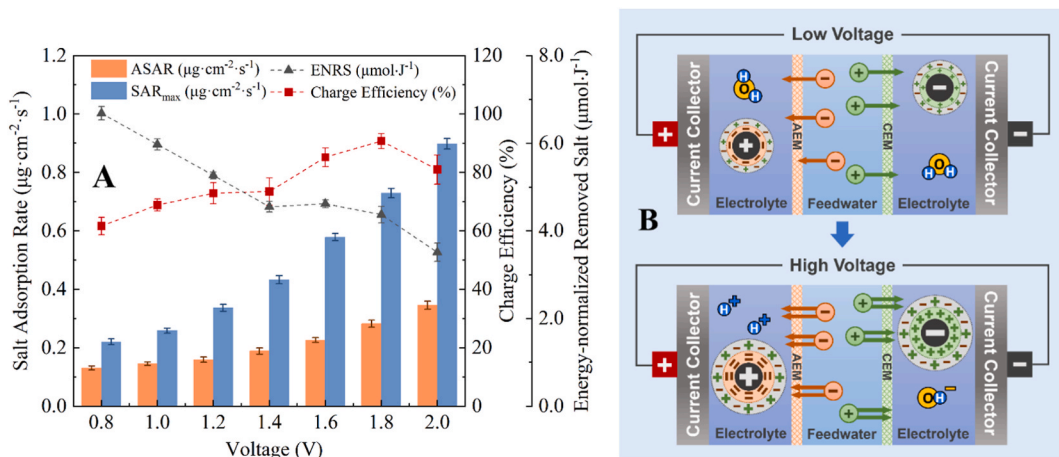 ASAR (μg·cm⁻²·s⁻¹)
SARmax (μg·cm⁻²·s⁻¹)
ENRS (μmol·J⁻¹)
Charge Efficiency (%)
A
Salt Adsorption Rate (μg·cm⁻²·s⁻¹)
1.2
1.0
0.8
0.6
0.4
0.2
0.0
0.8 1.0 1.2 1.4 1.6 1.8 2.0
Voltage (V)
120
100
80
60
40
20
0
Charge Efficiency (%)
8.0
6.0
4.0
2.0
0.0
Energy-normalized Removed Salt (μmol·J⁻¹)
B
Low Voltage
Current Collector
+
H
O
H
+
AEM
CEM
−
H
O
H
Current Collector
−
Electrolyte Feedwater Electrolyte
High Voltage
Current Collector
+
H+
H+
+
AEM
CEM
−
OH−
Current Collector
−
Electrolyte Feedwater Electrolyte